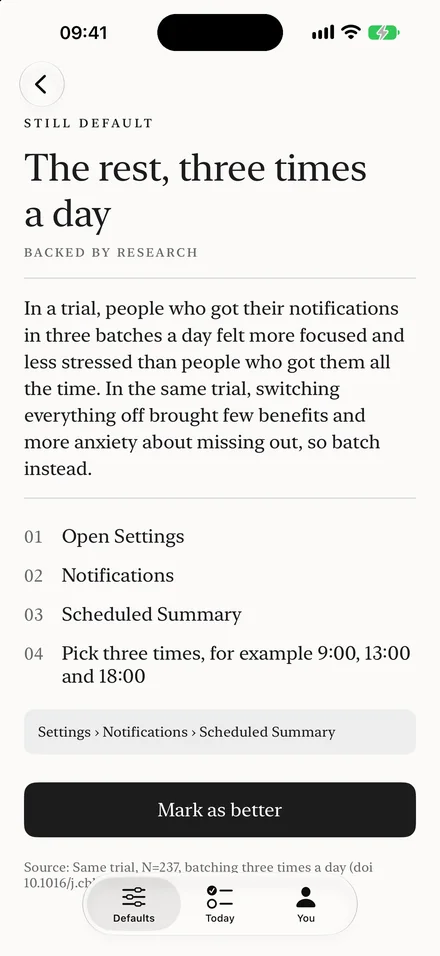 09:41
STILL DEFAULT
The rest, three times
a day
BACKED BY RESEARCH
In a trial, people who got their notifications
in three batches a day felt more focused and
less stressed than people who got them all
the time. In the same trial, switching
everything off brought few benefits and
more anxiety about missing out, so batch
instead.
01 Open Settings
02 Notifications
03 Scheduled Summary
04 Pick three times, for example 9:00, 13:00
and 18:00
Settings › Notifications › Scheduled Summary
Mark as better
Source: Same trial, N=237, batching three times a day (doi
Defaults
Today
You